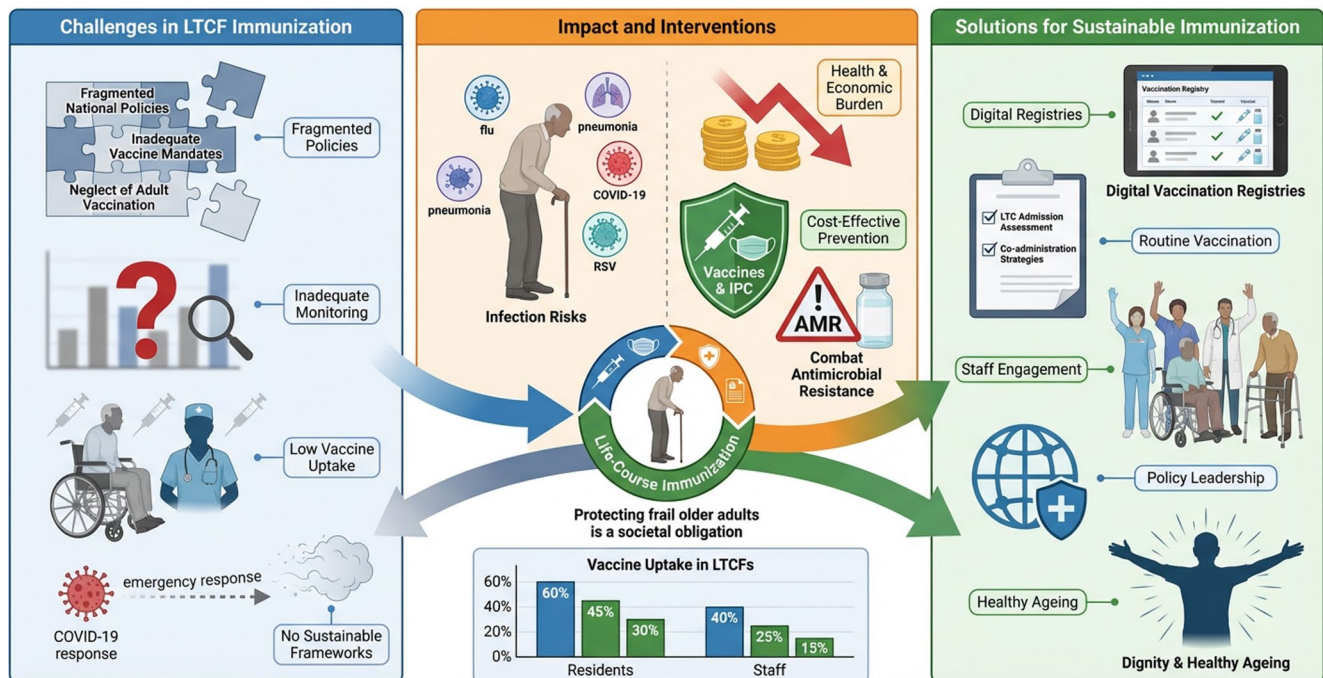 Challenges in LTCF Immunization
Fragmented
National Policies
Inadequate
Vaccine Mandates
Neglect of Adult
Vaccination
Fragmented
Policies
Inadequate
Monitoring
Low Vaccine
Uptake
COVID-19
response
emergency response
No Sustainable
Frameworks
Impact and Interventions
flu
pneumonia
pneumonia
COVID-19
RSV
Infection Risks
Health &
Economic
Burden
Vaccines
& IPC
Cost-Effective
Prevention
!
AMR
Combat
Antimicrobial
Resistance
Life-Course Immunization
Protecting frail older adults
is a societal obligation
Vaccine Uptake in LTCFs
60%
40%
20%
0%
60%
45%
30%
40%
25%
15%
Residents
Staff
Solutions for Sustainable Immunization
Digital Registries
Vaccination Registhy
Digital Vaccination Registries
LTC Admission
Assessment
Co-administration
Strategies
Routine Vaccination
Staff Engagement
Policy Leadership
Healthy Ageing
Dignity & Healthy Ageing